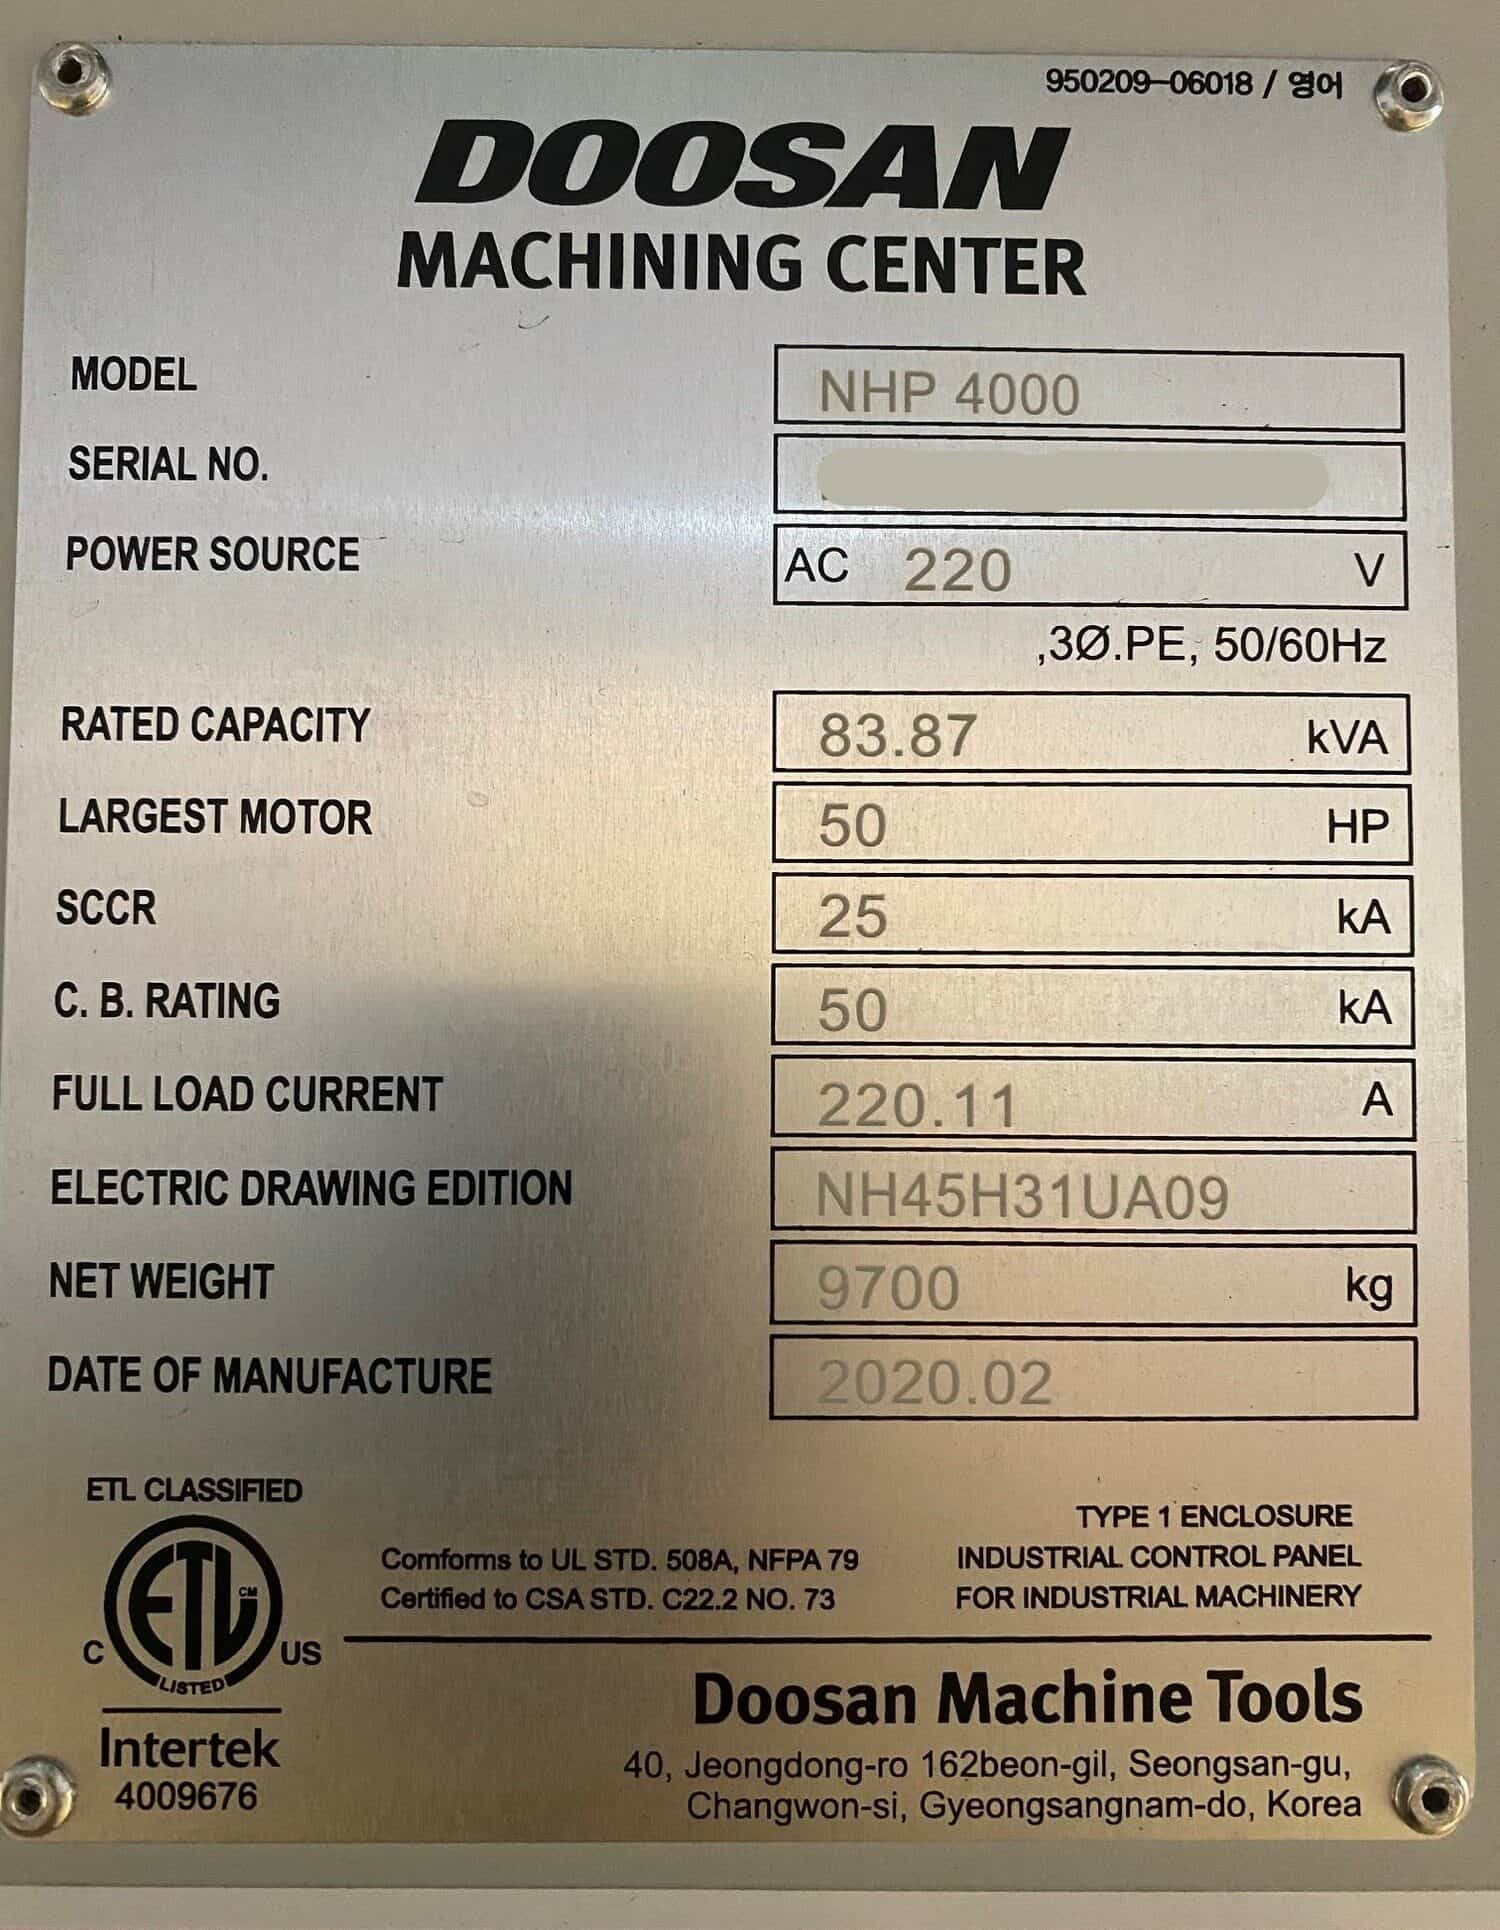 950209-06018 / 영어
DOOSAN
MACHINING CENTER
MODEL NHP 4000
SERIAL NO.
POWER SOURCE AC 220 V
,3Ø.PE, 50/60Hz
RATED CAPACITY 83.87 kVA
LARGEST MOTOR 50 HP
SCCR 25 kA
C. B. RATING 50 kA
FULL LOAD CURRENT 220.11 A
ELECTRIC DRAWING EDITION NH45H31UA09
NET WEIGHT 9700 kg
DATE OF MANUFACTURE 2020.02
ETL CLASSIFIED
ETL CM
LISTED
C US
Intertek
4009676
Comforms to UL STD. 508A, NFPA 79
Certified to CSA STD. C22.2 NO. 73
TYPE 1 ENCLOSURE
INDUSTRIAL CONTROL PANEL
FOR INDUSTRIAL MACHINERY
Doosan Machine Tools
40, Jeongdong-ro 162beon-gil, Seongsan-gu,
Changwon-si, Gyeongsangnam-do, Korea